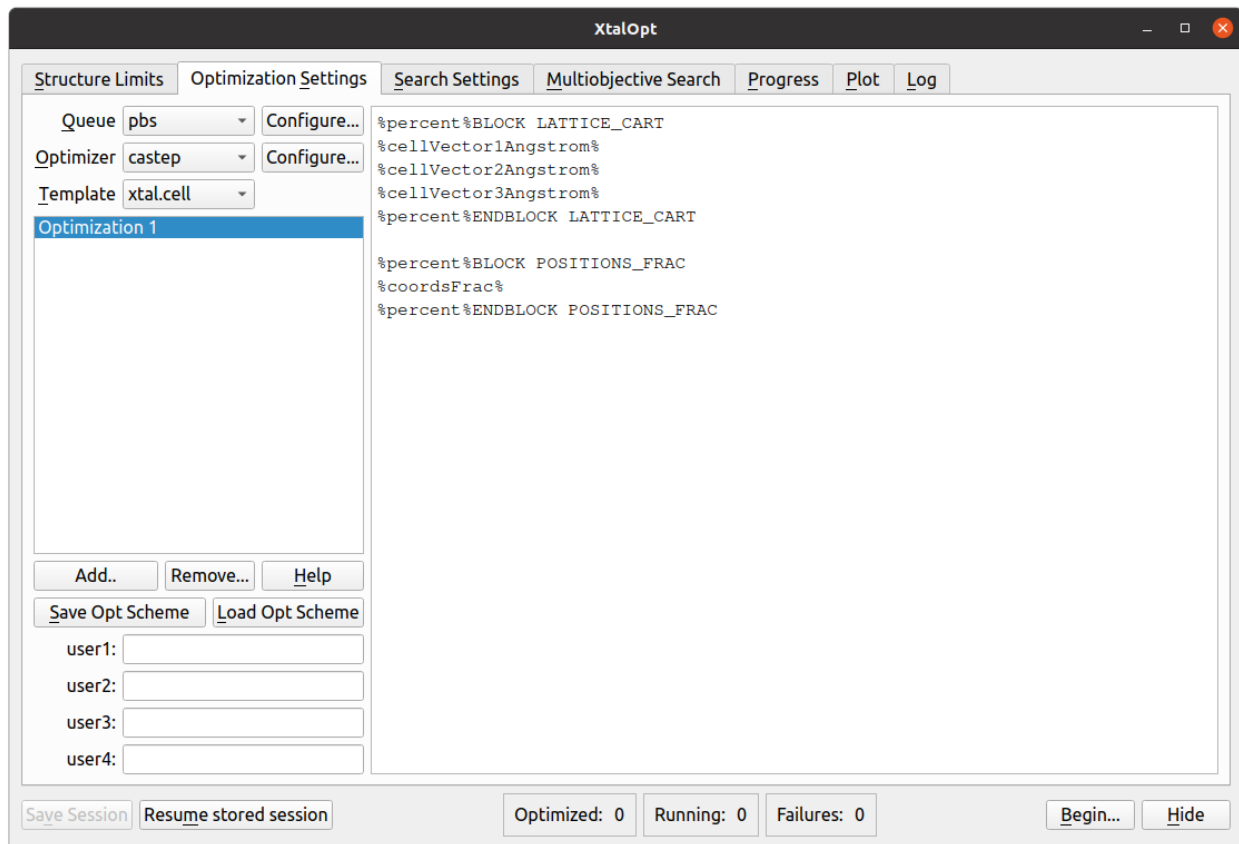 XtalOpt
Structure Limits Optimization Settings Search Settings Multiobjective Search Progress Plot Log
Queue pbs Configure...
Optimizer castep Configure...
Template xtal.cell
Optimization 1
%percent%BLOCK LATTICE_CART
%cellVector1Angstrom%
%cellVector2Angstrom%
%cellVector3Angstrom%
%percent%ENDBLOCK LATTICE_CART
%percent%BLOCK POSITIONS_FRAC
%coordsFrac%
%percent%ENDBLOCK POSITIONS_FRAC
Add.. Remove... Help
Save Opt Scheme Load Opt Scheme
user1:
user2:
user3:
user4:
Save Session Resume stored session Optimized: 0 Running: 0 Failures: 0 Begin... Hide